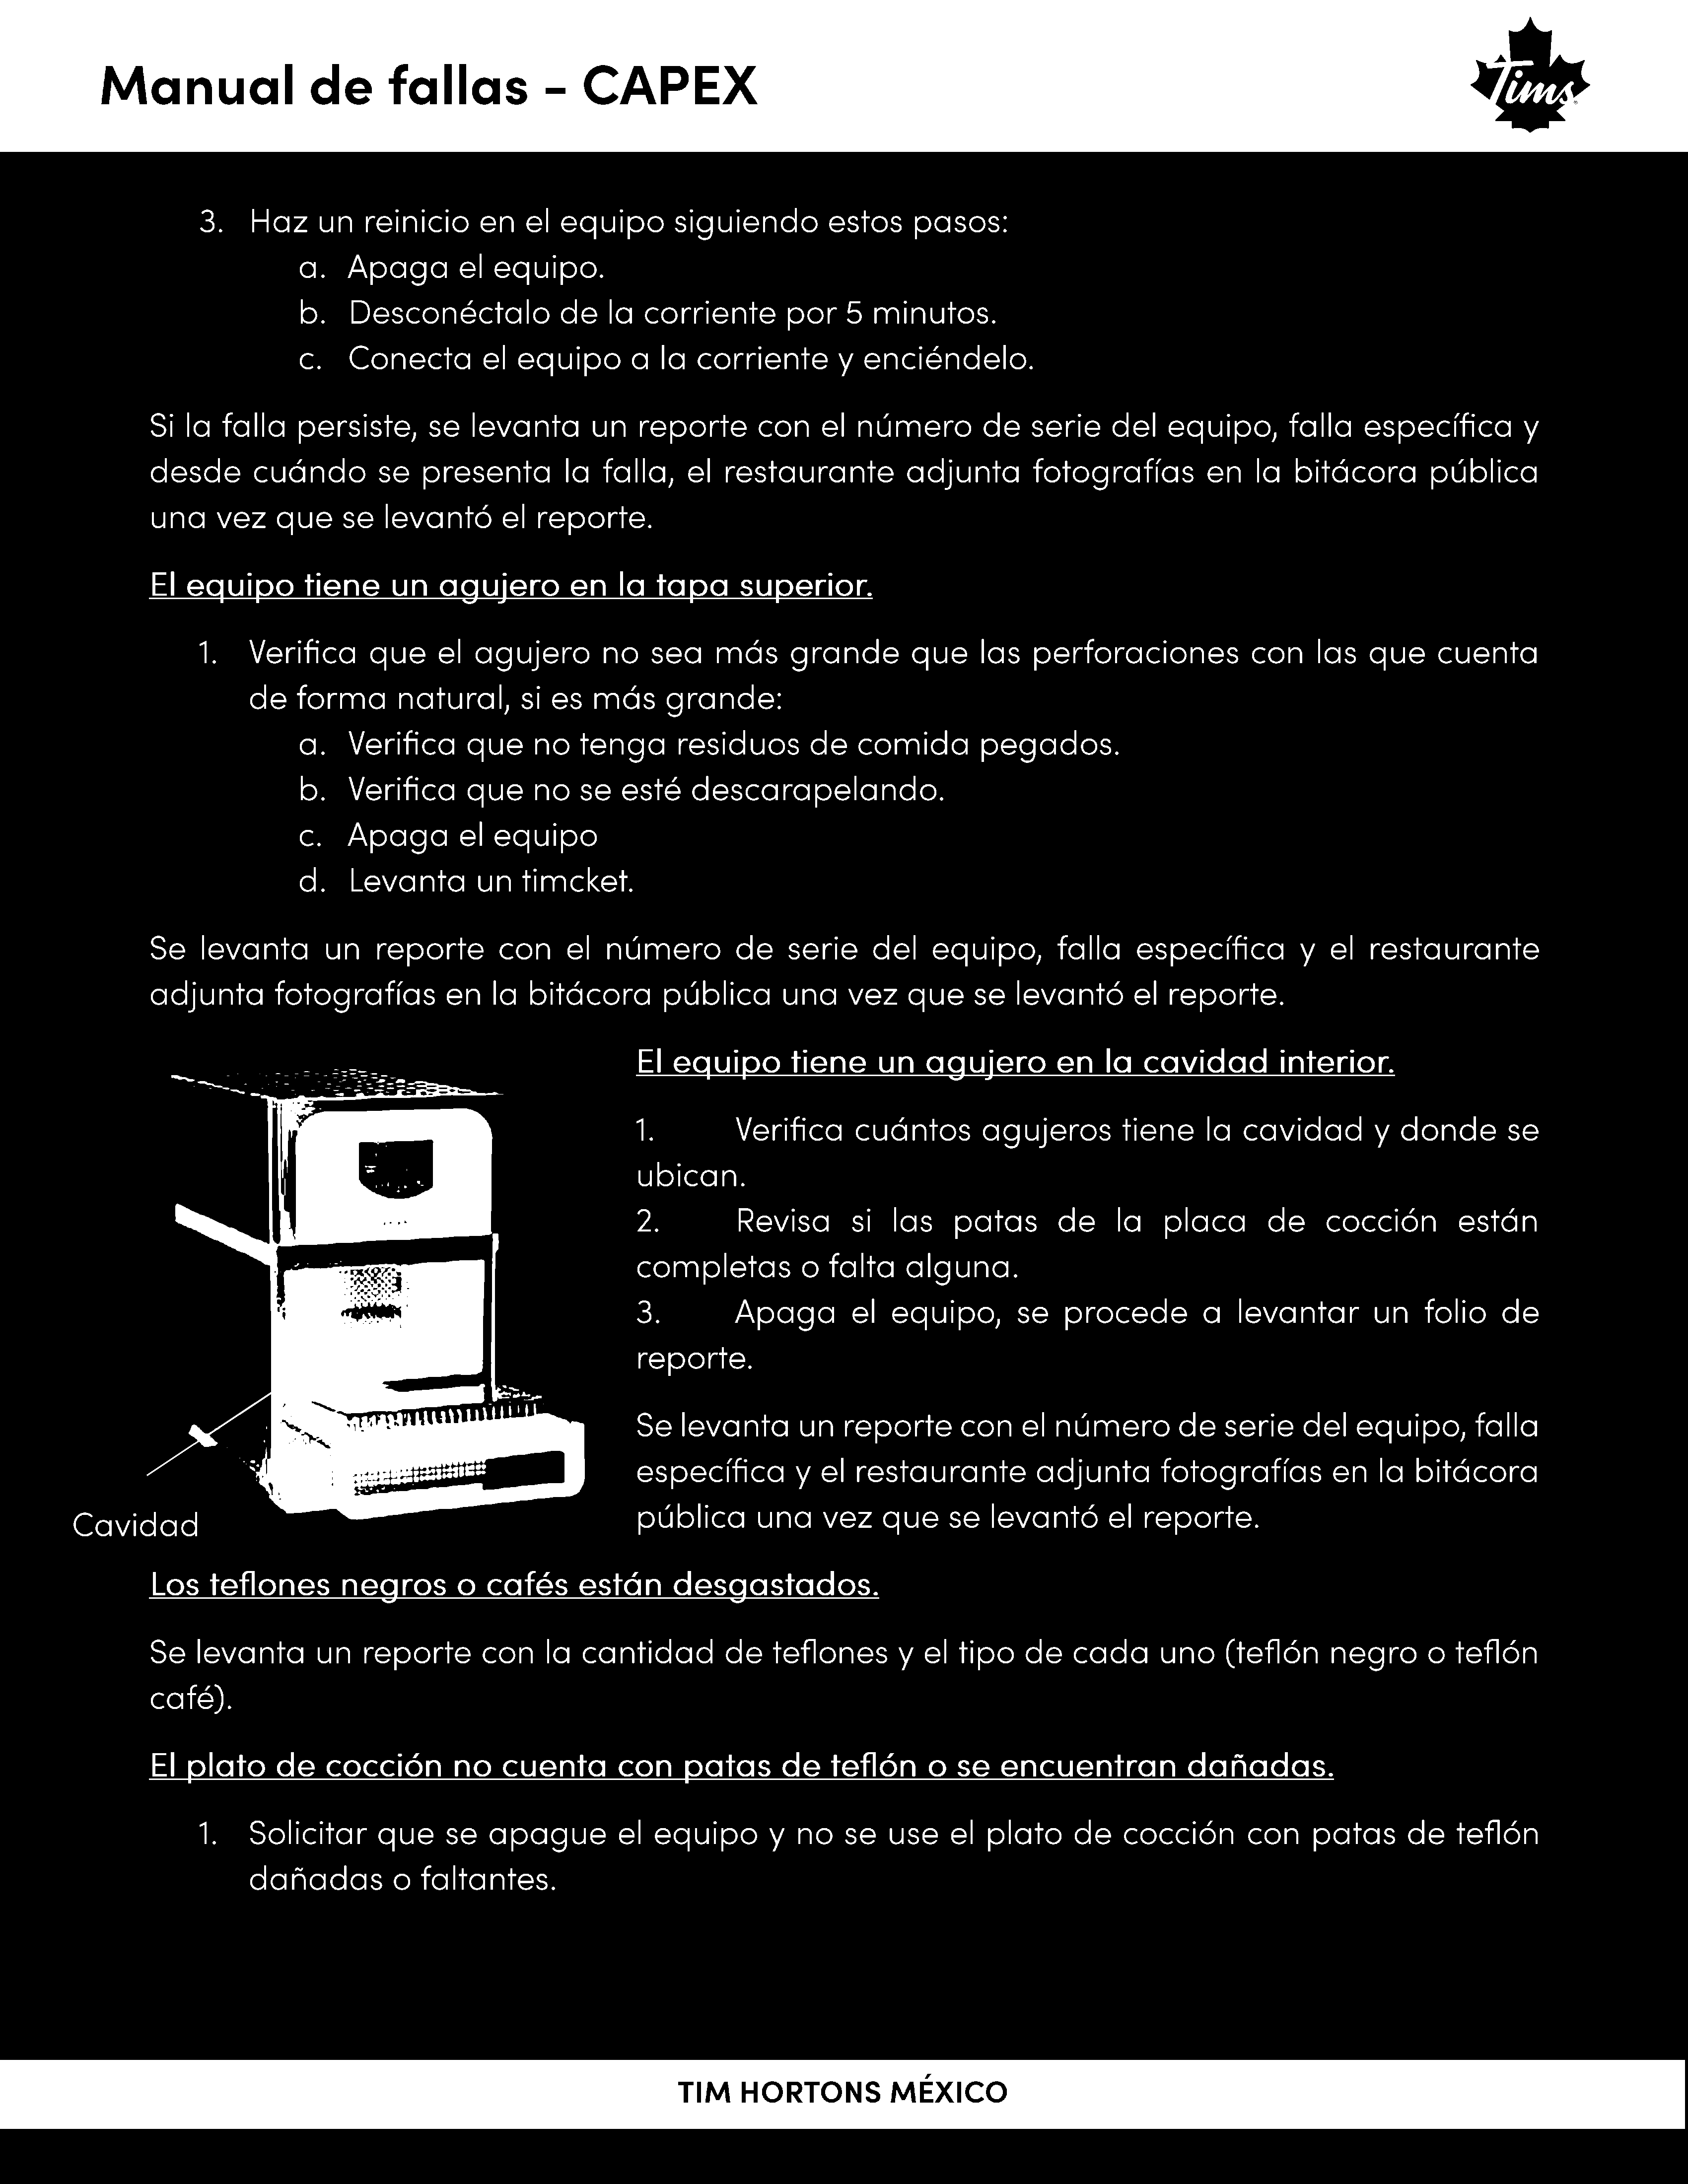 Manual de fallas - CAPEX
Tims
3. Haz un reinicio en el equipo siguiendo estos pasos:
a. Apaga el equipo.
b. Desconéctalo de la corriente por 5 minutos.
c. Conecta el equipo a la corriente y enciéndelo.
Si la falla persiste, se levanta un reporte con el número de serie del equipo, falla específica y
desde cuándo se presenta la falla, el restaurante adjunta fotografías en la bitácora pública
una vez que se levantó el reporte.
El equipo tiene un agujero en la tapa superior.
1. Verifica que el agujero no sea más grande que las perforaciones con las que cuenta
de forma natural, si es más grande:
a. Verifica que no tenga residuos de comida pegados.
b. Verifica que no se esté descarapelando.
c. Apaga el equipo
d. Levanta un timcket.
Se levanta un reporte con el número de serie del equipo, falla específica y el restaurante
adjunta fotografías en la bitácora pública una vez que se levantó el reporte.
El equipo tiene un agujero en la cavidad interior.
1. Verifica cuántos agujeros tiene la cavidad y donde se
ubican.
2. Revisa si las patas de la placa de cocción están
completas o falta alguna.
3. Apaga el equipo, se procede a levantar un folio de
reporte.
Se levanta un reporte con el número de serie del equipo, falla
específica y el restaurante adjunta fotografías en la bitácora
pública una vez que se levantó el reporte.
Cavidad
Los teflones negros o cafés están desgastados.
Se levanta un reporte con la cantidad de teflones y el tipo de cada uno (teflón negro o teflón
café).
El plato de cocción no cuenta con patas de teflón o se encuentran dañadas.
1. Solicitar que se apague el equipo y no se use el plato de cocción con patas de teflón
dañadas o faltantes.
TIM HORTONS MÉXICO